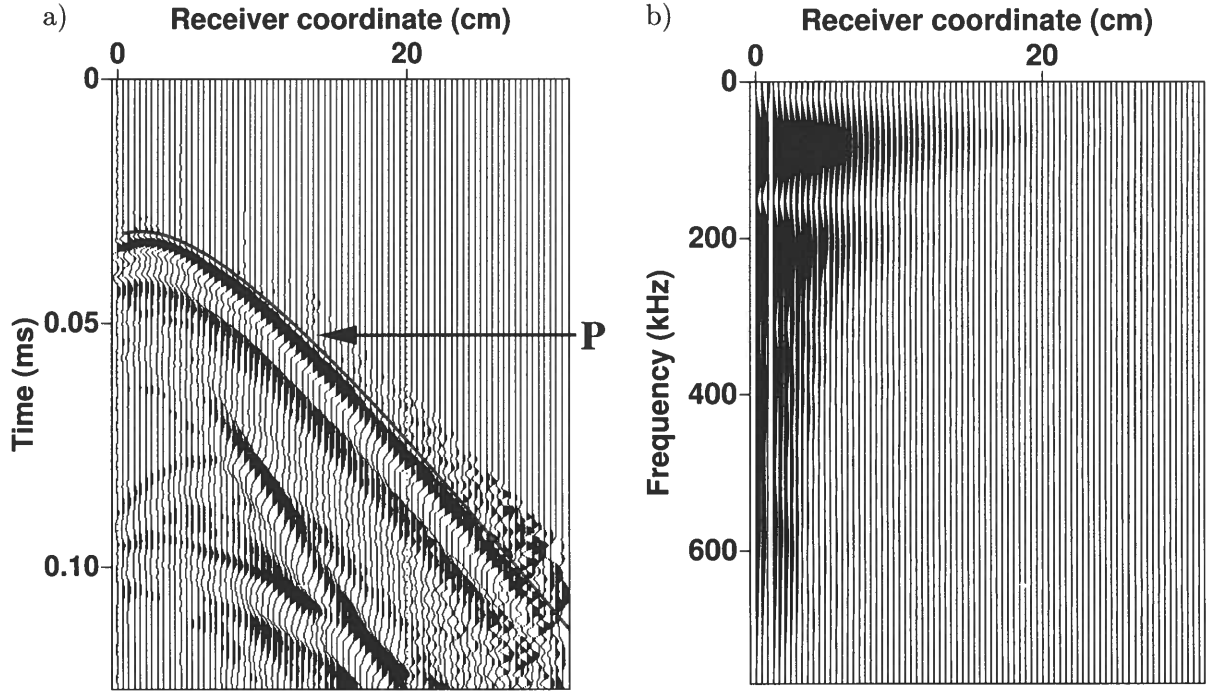 a)
Receiver coordinate (cm)
0 20
0
0.05
0.10
Time (ms)
P
b)
Receiver coordinate (cm)
0 20
0
200
400
600
Frequency (kHz)